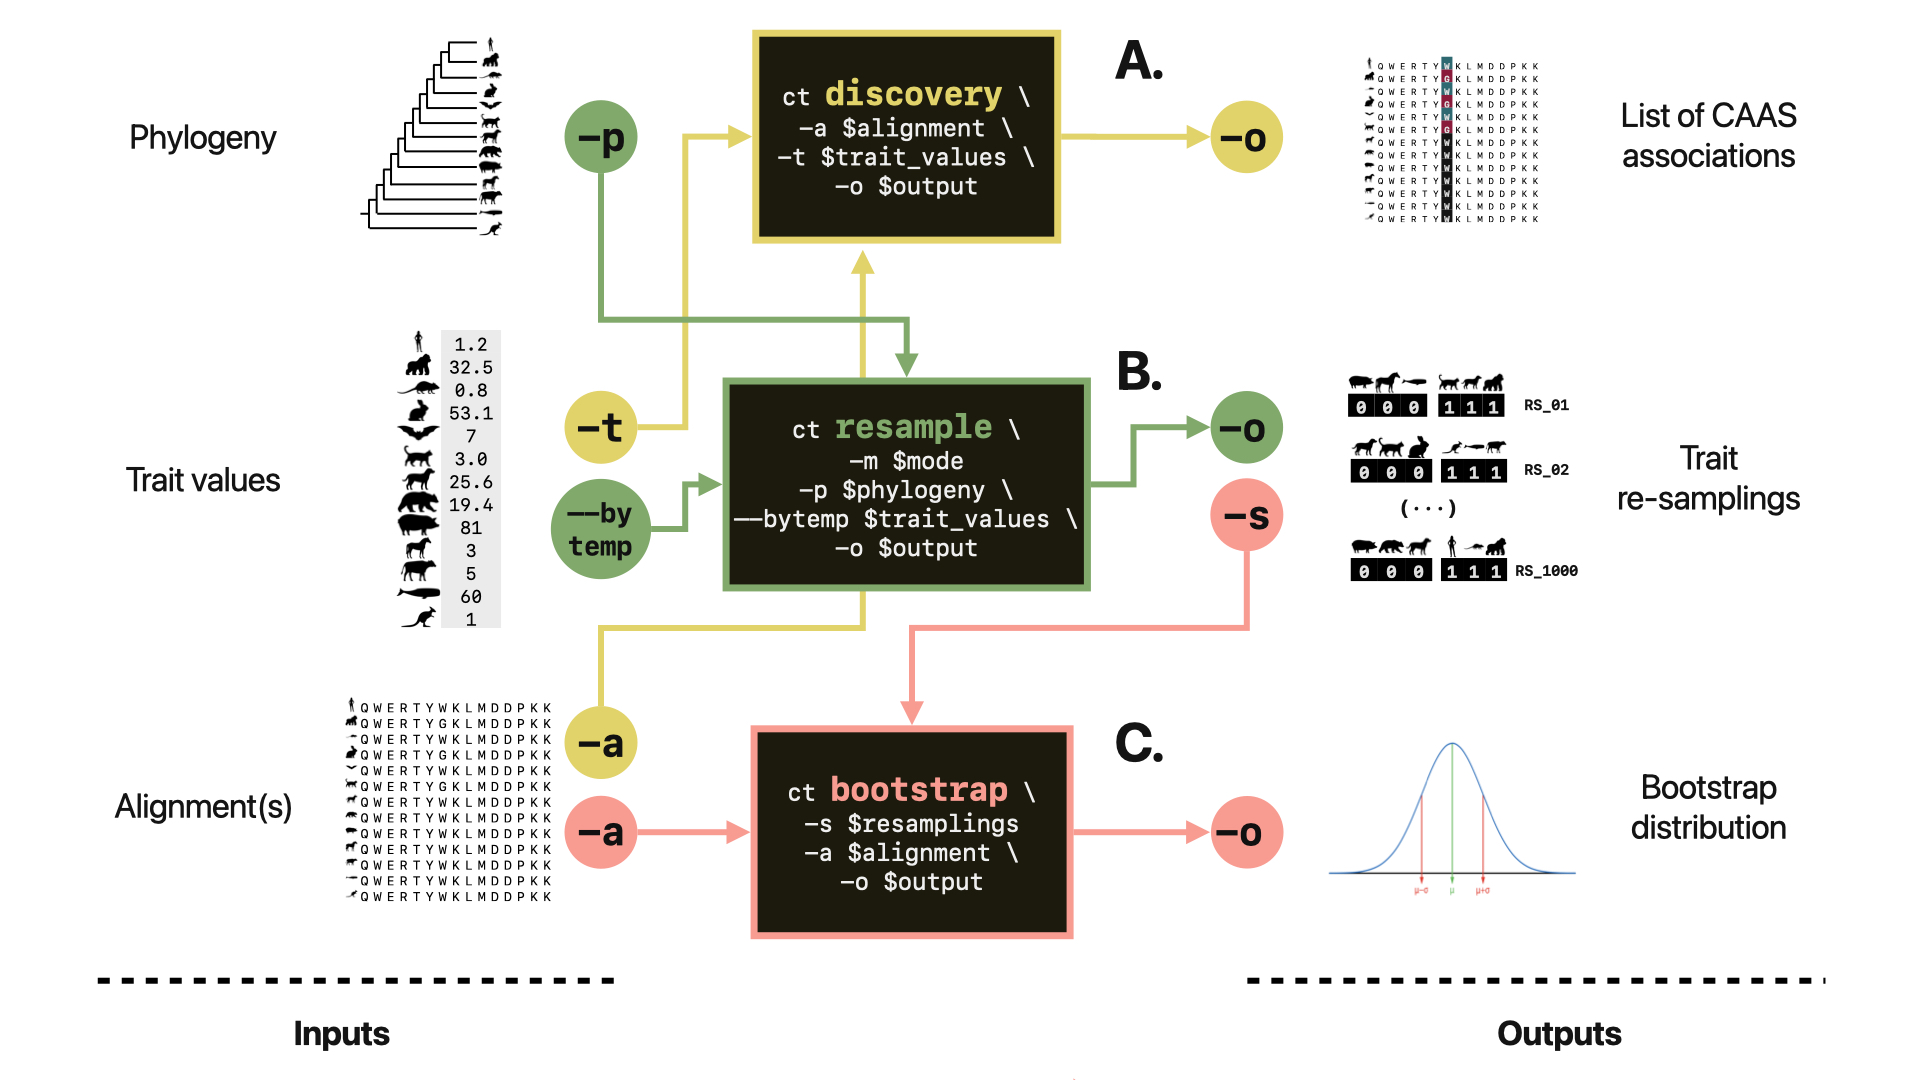 Phylogeny
–p
ct discovery \
–a $alignment \
–t $trait_values \
–o $output
A.
–o
QWERTYWKLMDDPKK
QWERTYGKLMDDPKK
QWERTYWKLMDDPKK
QWERTYGKLMDDPKK
QWERTYWKLMDDPKK
QWERTYGKLMDDPKK
QWERTYWKLMDDPKK
QWERTYWKLMDDPKK
QWERTYWKLMDDPKK
QWERTYWKLMDDPKK
QWERTYWKLMDDPKK
QWERTYWKLMDDPKK
QWERTYWKLMDDPKK
List of CAAS
associations
Trait values
1.2
32.5
0.8
53.1
7
3.0
25.6
19.4
81
3
5
60
1
–t
––by
temp
ct resample \
–m $mode
–p $phylogeny \
––bytemp $trait_values \
–o $output
B.
–o
–s
0 0 0 1 1 1 RS_01
0 0 0 1 1 1 RS_02
(...)
0 0 0 1 1 1 RS_1000
Trait
re-samplings
Alignment(s)
QWERTYWKLMDDPKK
QWERTYGKLMDDPKK
QWERTYWKLMDDPKK
QWERTYGKLMDDPKK
QWERTYWKLMDDPKK
QWERTYGKLMDDPKK
QWERTYWKLMDDPKK
QWERTYWKLMDDPKK
QWERTYWKLMDDPKK
QWERTYWKLMDDPKK
QWERTYWKLMDDPKK
QWERTYWKLMDDPKK
QWERTYWKLMDDPKK
–a
–a
ct bootstrap \
–s $resamplings
–a $alignment \
–o $output
C.
–o
μ−σ μ μ+σ
Bootstrap
distribution
Inputs
Outputs